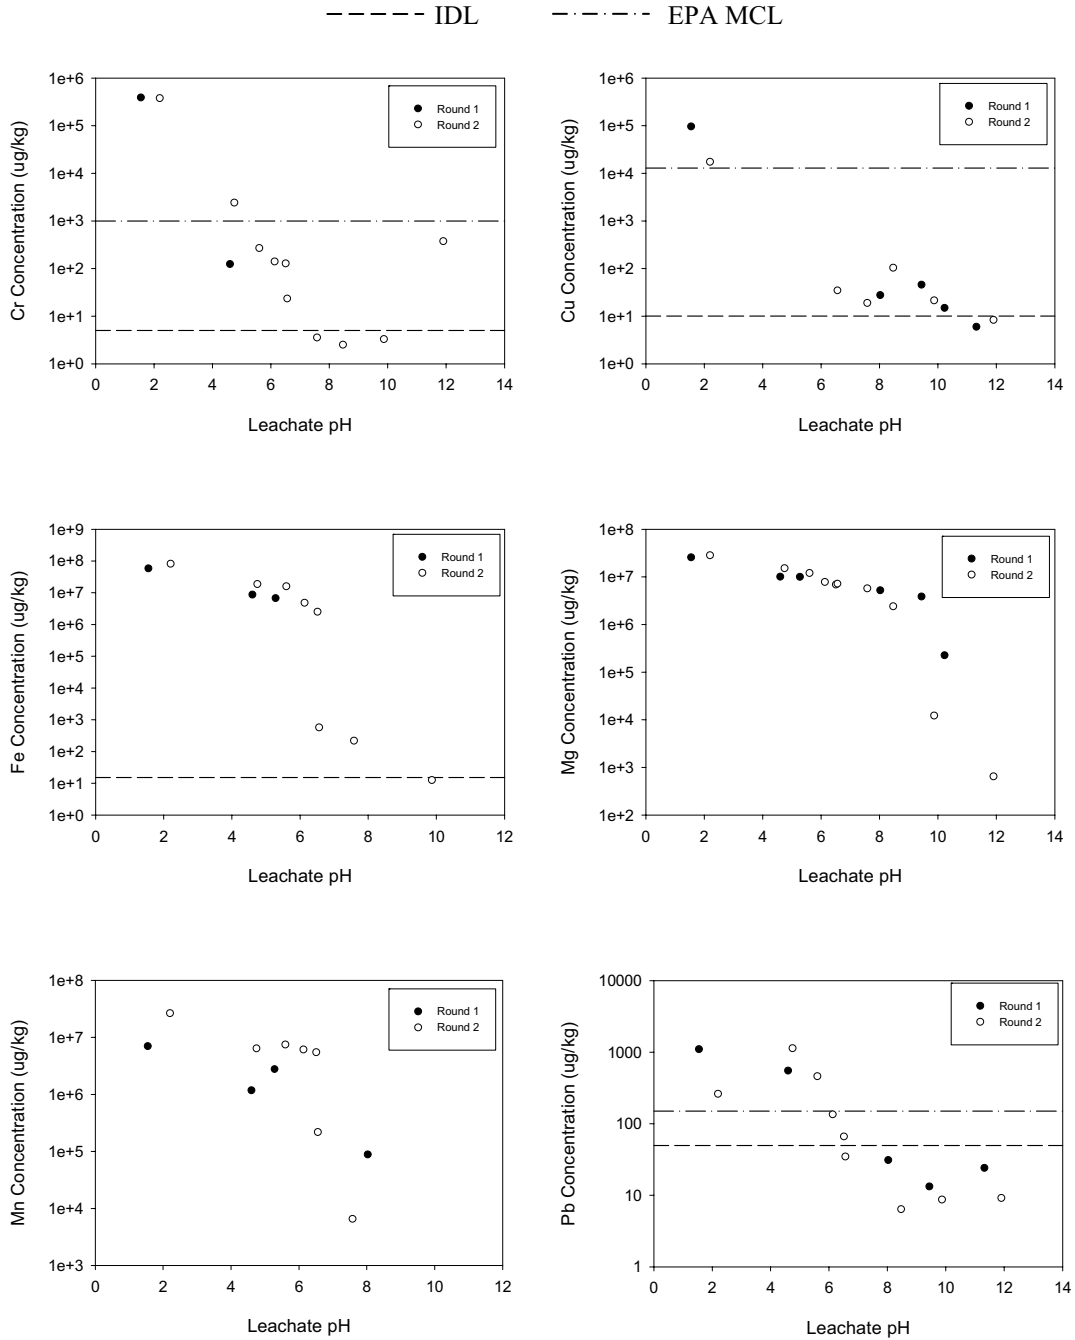 IDL EPA MCL
1e+6
1e+5
1e+4
1e+3
1e+2
1e+1
1e+0
Cr Concentration (ug/kg)
Round 1
Round 2
0 2 4 6 8 10 12 14
Leachate pH
1e+6
1e+5
1e+4
1e+3
1e+2
1e+1
1e+0
Cu Concentration (ug/kg)
Round 1
Round 2
0 2 4 6 8 10 12 14
Leachate pH
1e+9
1e+8
1e+7
1e+6
1e+5
1e+4
1e+3
1e+2
1e+1
1e+0
Fe Concentration (ug/kg)
Round 1
Round 2
0 2 4 6 8 10 12
Leachate pH
1e+8
1e+7
1e+6
1e+5
1e+4
1e+3
1e+2
Mg Concentration (ug/kg)
Round 1
Round 2
0 2 4 6 8 10 12 14
Leachate pH
1e+8
1e+7
1e+6
1e+5
1e+4
1e+3
Mn Concentration (ug/kg)
Round 1
Round 2
0 2 4 6 8 10 12
Leachate pH
10000
1000
100
10
1
Pb Concentration (ug/kg)
Round 1
Round 2
0 2 4 6 8 10 12 14
Leachate pH